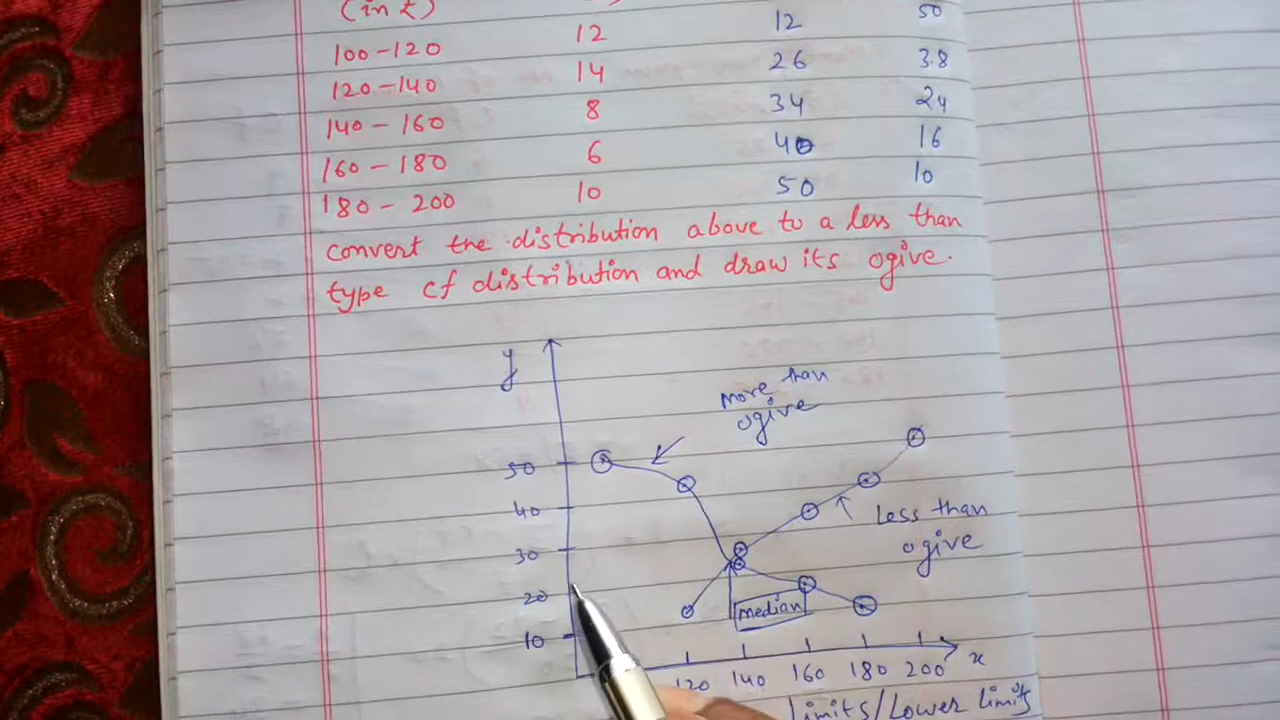 (in ₹)
100-120 12 12 50
120-140 14 26 3.8
140-160 8 34 24
160-180 6 40 16
180-200 10 50 10
convert the distribution above to a less than
type of distribution and draw its ogive.
y
more than
ogive
50
40
Less than
ogive
30
20
median
10
120 140 160 180 200 x
limits/Lower limits